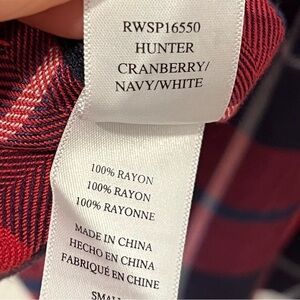 RWSP16550
HUNTER
CRANBERRY/
NAVY/WHITE
100% RAYON
100% RAYON
100% RAYONNE
MADE IN CHINA
HECHO EN CHINA
FABRIQUÉ EN CHINE